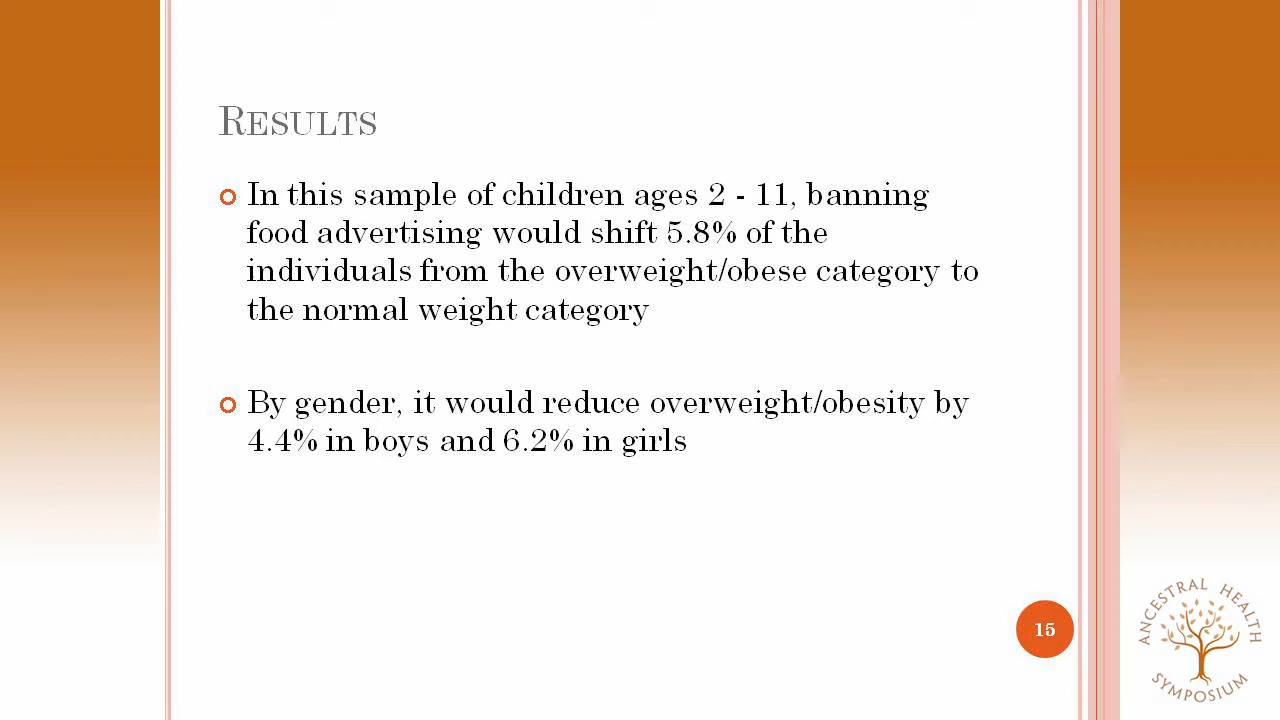 RESULTS
In this sample of children ages 2 - 11, banning
food advertising would shift 5.8% of the
individuals from the overweight/obese category to
the normal weight category
By gender, it would reduce overweight/obesity by
4.4% in boys and 6.2% in girls
15
ANCESTRAL HEALTH
SYMPOSIUM